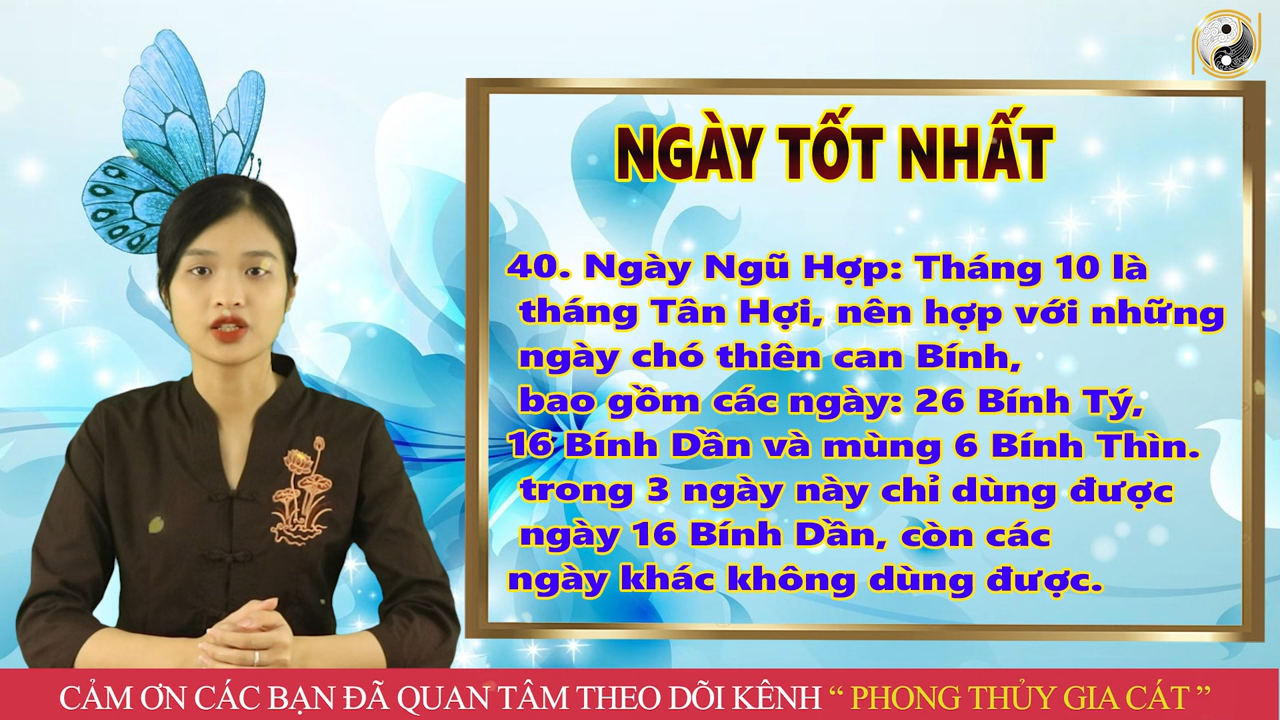 NGÀY TỐT NHẤT
40. Ngày Ngũ Hợp: Tháng 10 là
tháng Tân Hợi, nên hợp với những
ngày chó thiên can Bính,
bao gồm các ngày: 26 Bính Tý,
16 Bính Dần và mùng 6 Bính Thìn.
trong 3 ngày này chỉ dùng được
ngày 16 Bính Dần, còn các
ngày khác không dùng được.
CẢM ƠN CÁC BẠN ĐÃ QUAN TÂM THEO DÕI KÊNH “ PHONG THỦY GIA CÁT ”